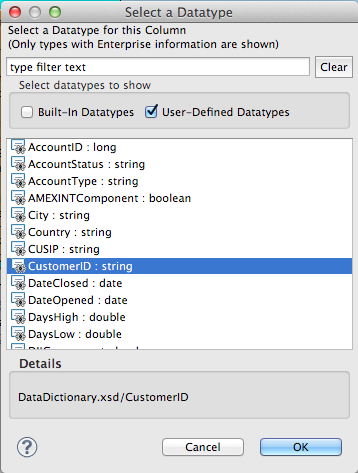 Select a Datatype
Select a Datatype for this Column
(Only types with Enterprise information are shown)
type filter text
Clear
Select datatypes to show
Built-In Datatypes
User-Defined Datatypes
AccountID : long
AccountStatus : string
AccountType : string
AMEXINTComponent : boolean
City : string
Country : string
CUSIP : string
CustomerID : string
DateClosed : date
DateOpened : date
DaysHigh : double
DaysLow : double
Details
DataDictionary.xsd/CustomerID
?
Cancel
OK